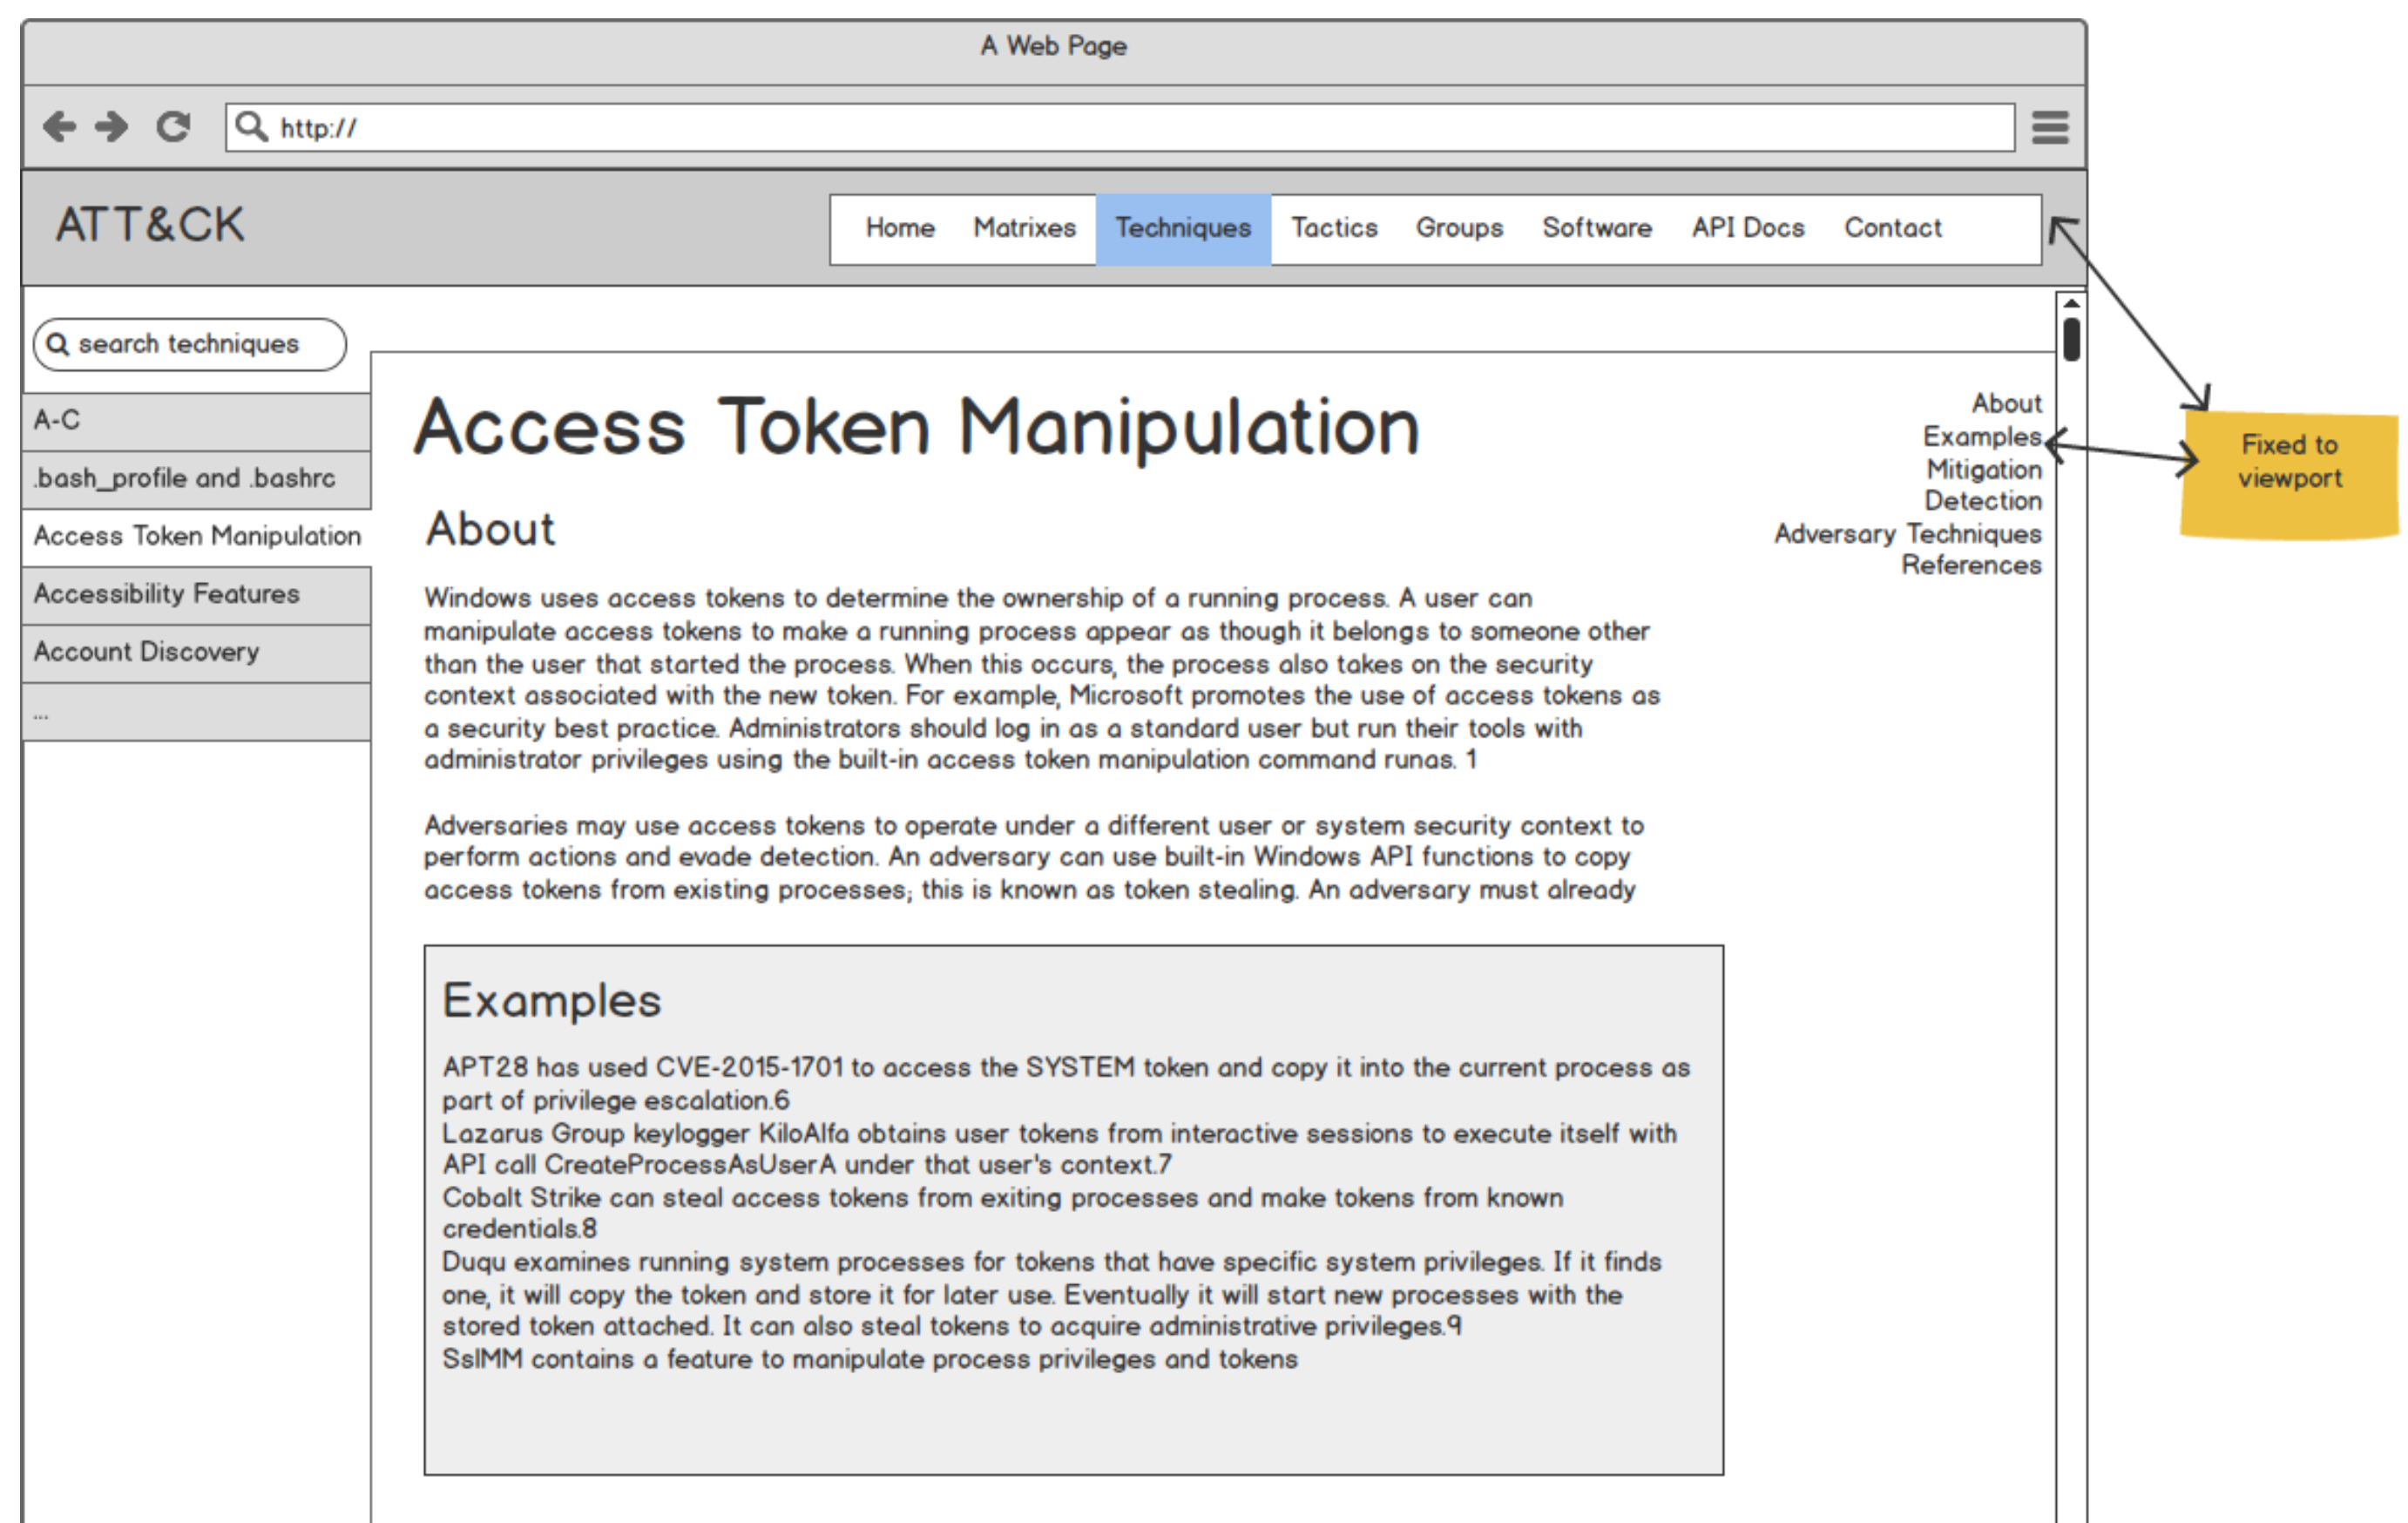 A Web Page
http://
ATT&CK
Home Matrixes Techniques Tactics Groups Software API Docs Contact
search techniques
A-C
.bash_profile and .bashrc
Access Token Manipulation
Accessibility Features
Account Discovery
...
Access Token Manipulation
About
Windows uses access tokens to determine the ownership of a running process. A user can
manipulate access tokens to make a running process appear as though it belongs to someone other
than the user that started the process. When this occurs, the process also takes on the security
context associated with the new token. For example, Microsoft promotes the use of access tokens as
a security best practice. Administrators should log in as a standard user but run their tools with
administrator privileges using the built-in access token manipulation command runas. 1
Adversaries may use access tokens to operate under a different user or system security context to
perform actions and evade detection. An adversary can use built-in Windows API functions to copy
access tokens from existing processes; this is known as token stealing. An adversary must already
Examples
APT28 has used CVE-2015-1701 to access the SYSTEM token and copy it into the current process as
part of privilege escalation.6
Lazarus Group keylogger KiloAlfa obtains user tokens from interactive sessions to execute itself with
API call CreateProcessAsUserA under that user's context.7
Cobalt Strike can steal access tokens from exiting processes and make tokens from known
credentials.8
Duqu examines running system processes for tokens that have specific system privileges. If it finds
one, it will copy the token and store it for later use. Eventually it will start new processes with the
stored token attached. It can also steal tokens to acquire administrative privileges.9
SslMM contains a feature to manipulate process privileges and tokens
About
Examples
Mitigation
Detection
Adversary Techniques
References
Fixed to
viewport